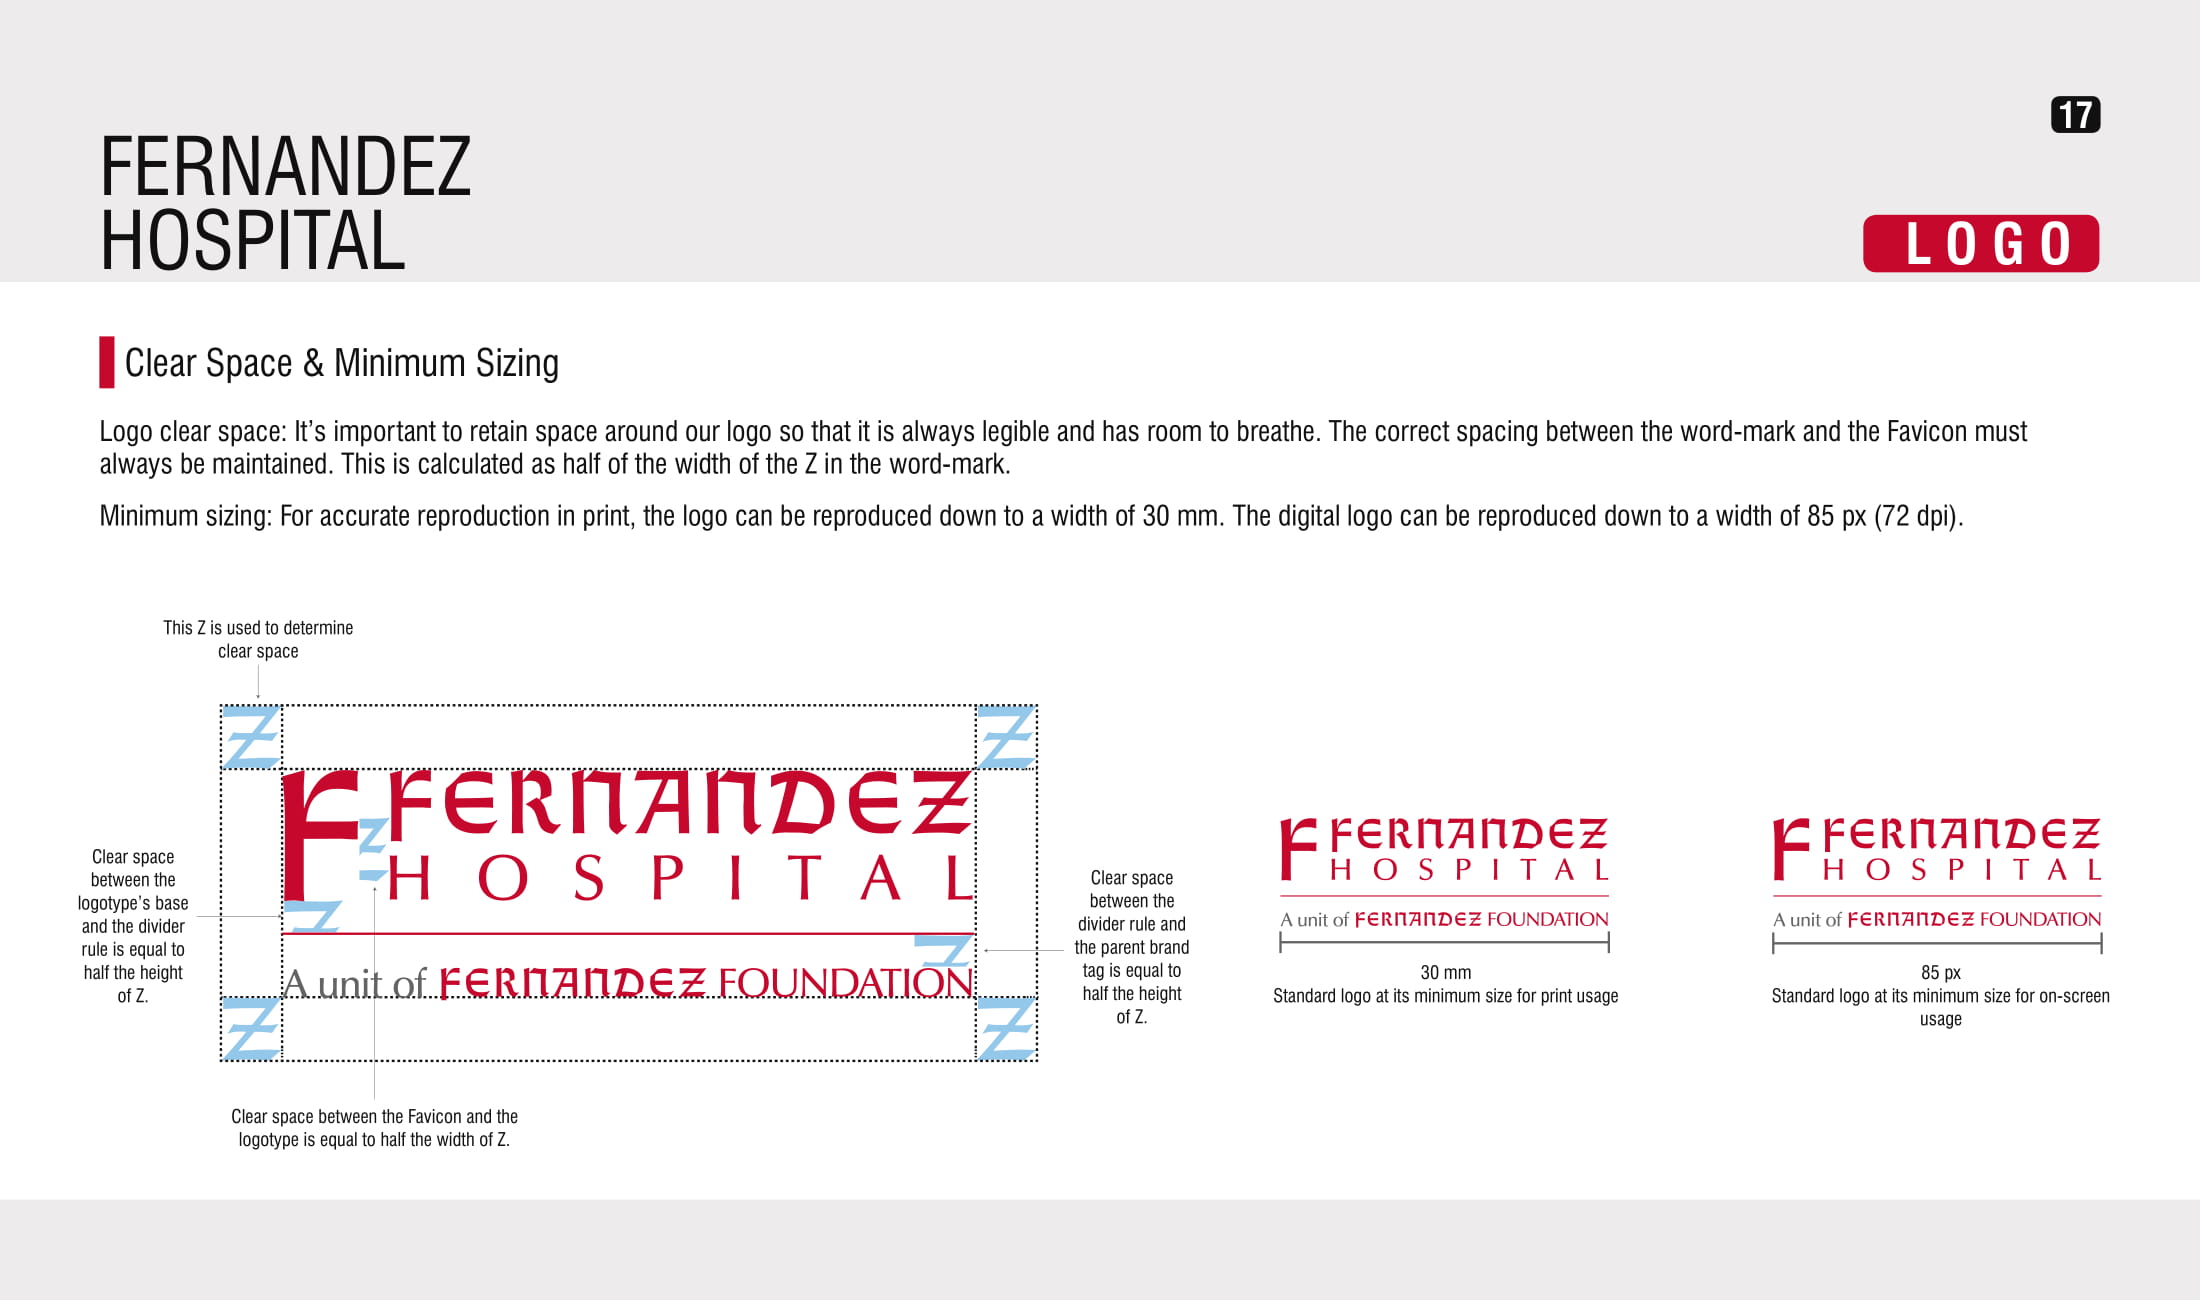 17
FERNANDEZ
HOSPITAL
LOGO
Clear Space & Minimum Sizing
Logo clear space: It’s important to retain space around our logo so that it is always legible and has room to breathe. The correct spacing between the word-mark and the Favicon must
always be maintained. This is calculated as half of the width of the Z in the word-mark.
Minimum sizing: For accurate reproduction in print, the logo can be reproduced down to a width of 30 mm. The digital logo can be reproduced down to a width of 85 px (72 dpi).
This Z is used to determine
clear space
Z
Z
F FERNANDEZ
Z
HOSPITAL
Z
Z
Z
A unit of FERNANDEZ FOUNDATION
Z
Z
Clear space
between the
logotype's base
and the divider
rule is equal to
half the height
of Z.
Clear space
between the
divider rule and
the parent brand
tag is equal to
half the height
of Z.
Clear space between the Favicon and the
logotype is equal to half the width of Z.
F FERNANDEZ
HOSPITAL
A unit of FERNANDEZ FOUNDATION
30 mm
Standard logo at its minimum size for print usage
F FERNANDEZ
HOSPITAL
A unit of FERNANDEZ FOUNDATION
85 px
Standard logo at its minimum size for on-screen
usage